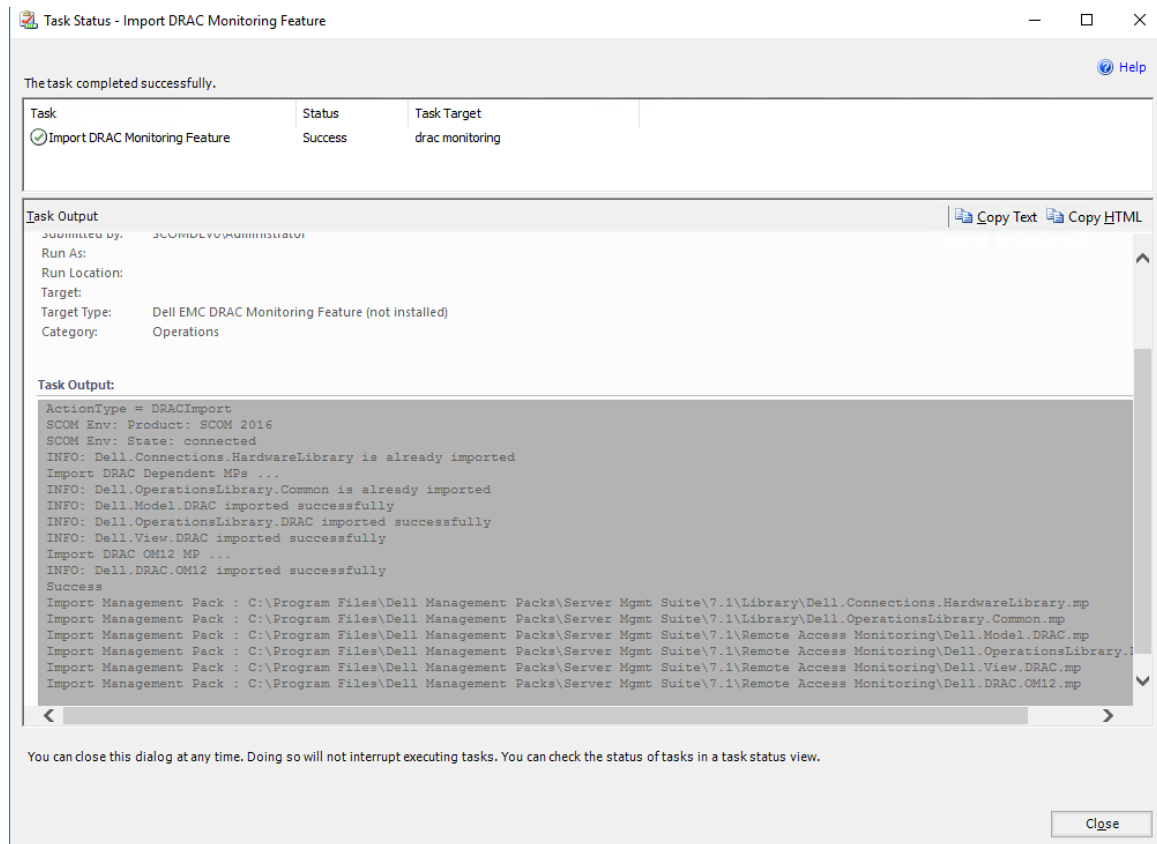 Task Status - Import DRAC Monitoring Feature
Help
The task completed successfully.
Task Status Task Target
Import DRAC Monitoring Feature Success drac monitoring
Task Output Copy Text Copy HTML
Submitted By: SCOMDEV0\Administrator
Run As:
Run Location:
Target:
Target Type: Dell EMC DRAC Monitoring Feature (not installed)
Category: Operations
Task Output:
ActionType = DRACImport
SCOM Env: Product: SCOM 2016
SCOM Env: State: connected
INFO: Dell.Connections.HardwareLibrary is already imported
Import DRAC Dependent MPs ...
INFO: Dell.OperationsLibrary.Common is already imported
INFO: Dell.Model.DRAC imported successfully
INFO: Dell.OperationsLibrary.DRAC imported successfully
INFO: Dell.View.DRAC imported successfully
Import DRAC OM12 MP ...
INFO: Dell.DRAC.OM12 imported successfully
Success
Import Management Pack : C:\Program Files\Dell Management Packs\Server Mgmt Suite\7.1\Library\Dell.Connections.HardwareLibrary.mp
Import Management Pack : C:\Program Files\Dell Management Packs\Server Mgmt Suite\7.1\Library\Dell.OperationsLibrary.Common.mp
Import Management Pack : C:\Program Files\Dell Management Packs\Server Mgmt Suite\7.1\Remote Access Monitoring\Dell.Model.DRAC.mp
Import Management Pack : C:\Program Files\Dell Management Packs\Server Mgmt Suite\7.1\Remote Access Monitoring\Dell.OperationsLibrary.
Import Management Pack : C:\Program Files\Dell Management Packs\Server Mgmt Suite\7.1\Remote Access Monitoring\Dell.View.DRAC.mp
Import Management Pack : C:\Program Files\Dell Management Packs\Server Mgmt Suite\7.1\Remote Access Monitoring\Dell.DRAC.OM12.mp
You can close this dialog at any time. Doing so will not interrupt executing tasks. You can check the status of tasks in a task status view.
Close